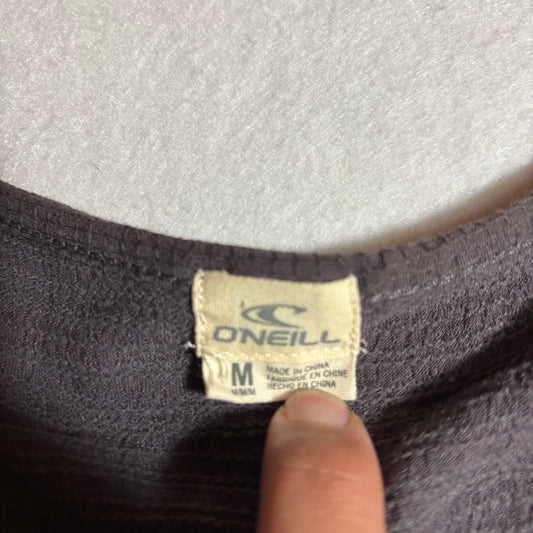 O'NEILL
M
M/M/M
MADE IN CHINA
FABRIQUE EN CHINE
HECHO EN CHINA